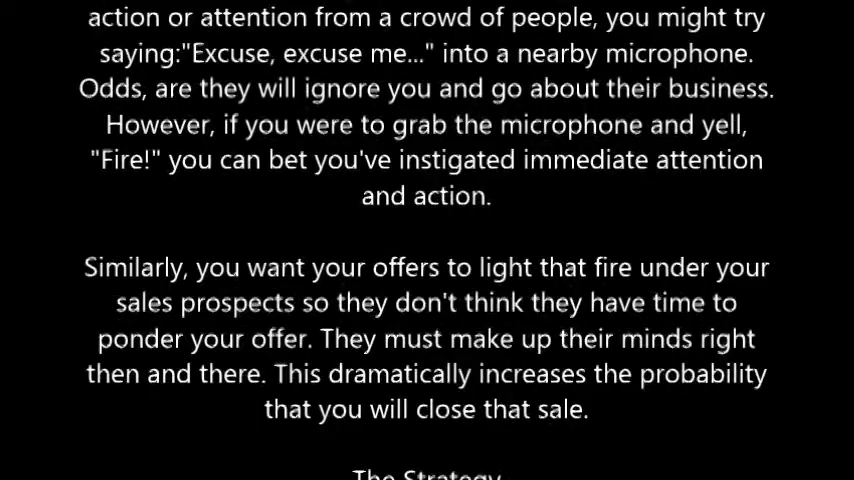 action or attention from a crowd of people, you might try
saying:"Excuse, excuse me..." into a nearby microphone.
Odds, are they will ignore you and go about their business.
However, if you were to grab the microphone and yell,
"Fire!" you can bet you've instigated immediate attention
and action.
Similarly, you want your offers to light that fire under your
sales prospects so they don't think they have time to
ponder your offer. They must make up their minds right
then and there. This dramatically increases the probability
that you will close that sale.
The Strategy